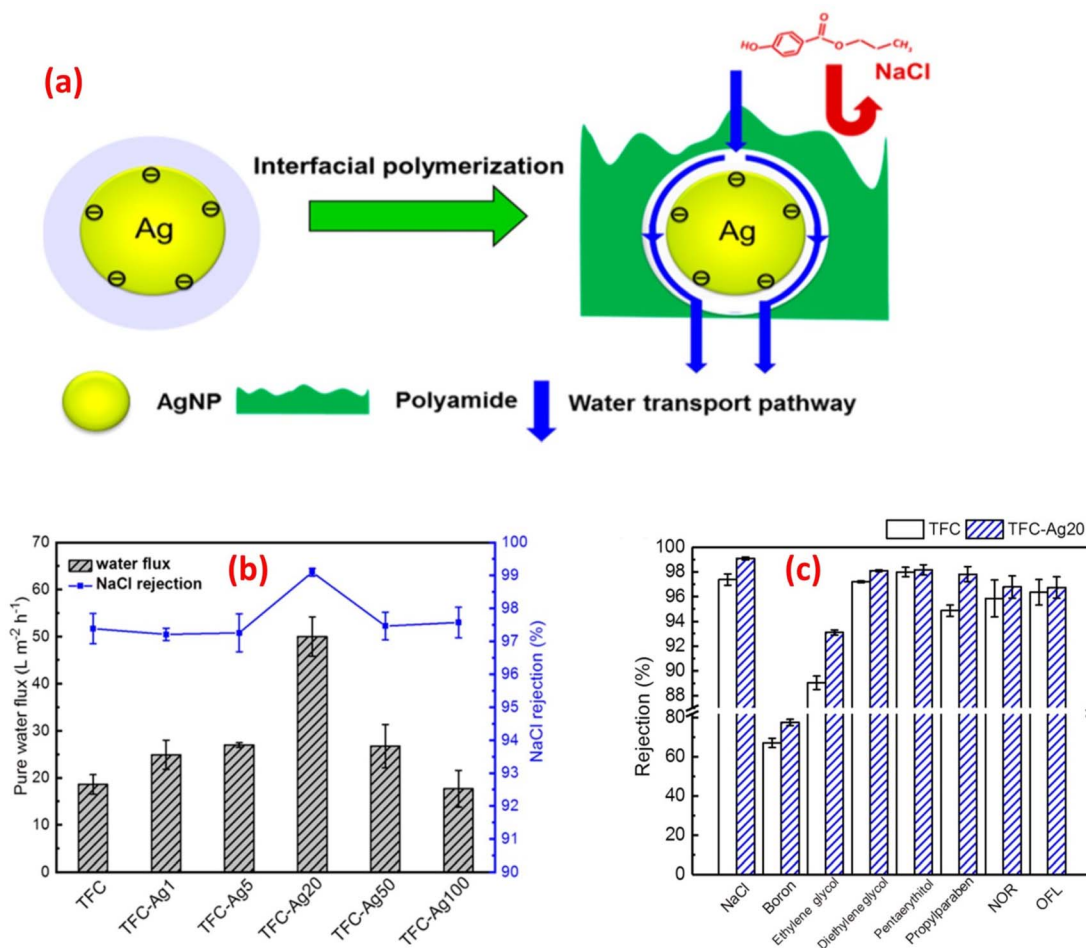 (a)
HO
O
O
CH3
NaCl
Ag
Interfacial polymerization
Ag
AgNP
Polyamide
Water transport pathway
(b)
water flux
NaCl rejection
Pure water flux (L m-2 h-1)
70
60
50
40
30
20
10
0
100
99
98
97
96
95
94
93
92
91
90
NaCl rejection (%)
TFC
TFC-Ag1
TFC-Ag5
TFC-Ag20
TFC-Ag50
TFC-Ag100
TFC
TFC-Ag20
(c)
Rejection (%)
100
98
96
94
92
90
88
80
60
40
20
0
NaCl
Boron
Ethylene glycol
Diethylene glycol
Pentaerythitol
Propylparaben
NOR
OFL